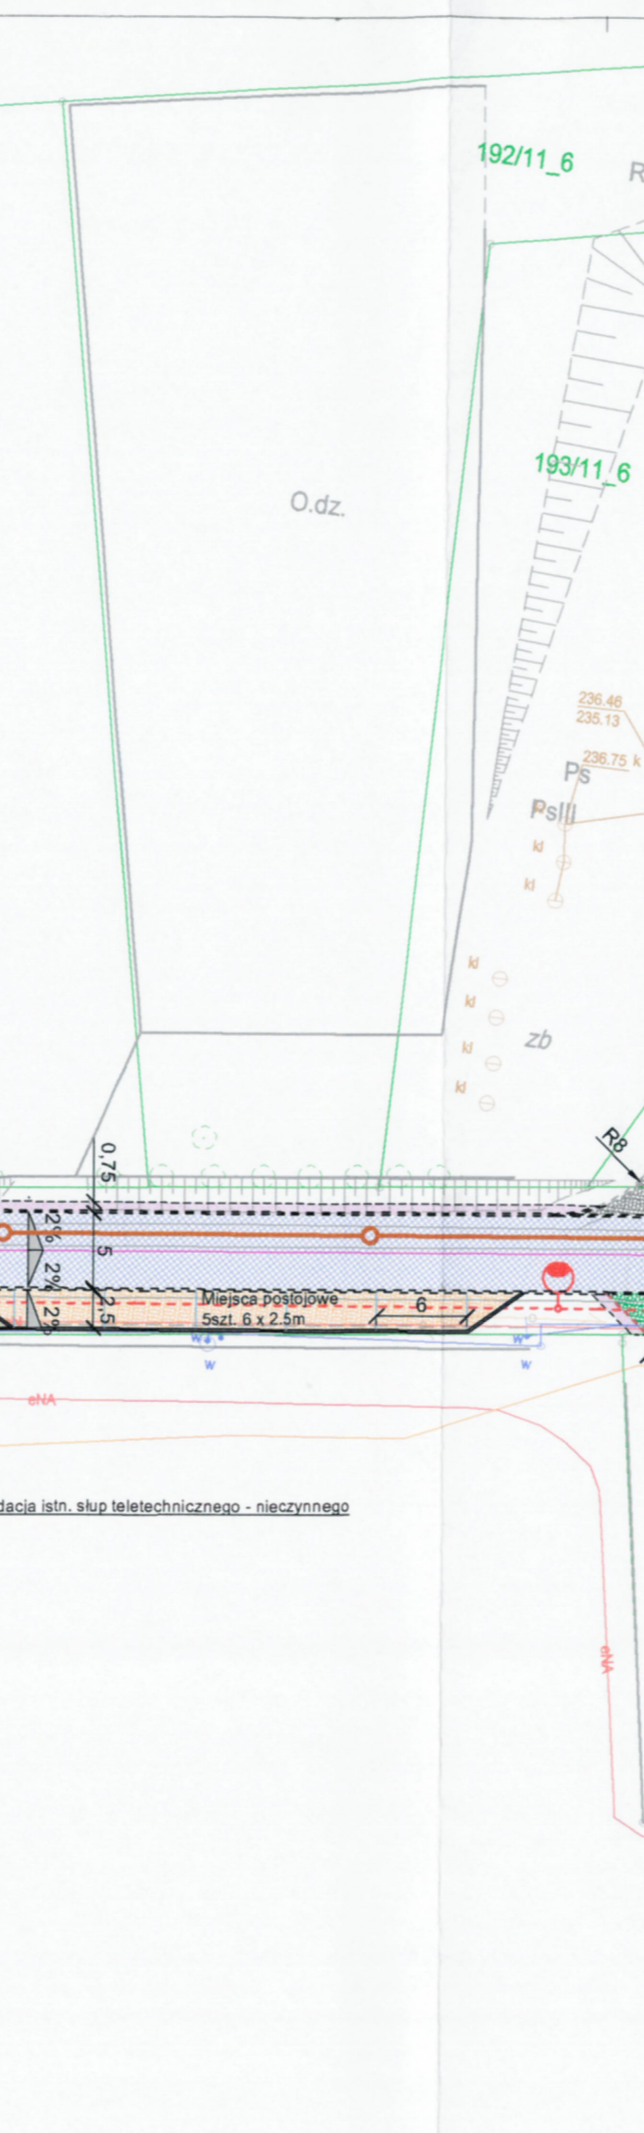 192/11_6
R
193/11_6
O.dz.
236.46
235.13
236.75 k
Ps
PsIII
kl
kl
kl
kl
kl
zb
kl
kl
R8
0,75
2%
5
2%
2%
2,5
Miejsca postojowe
5szt. 6 x 2.5m
6
w
w
w
w
eNA
dacja istn. słup teletechnicznego - nieczynnego
eNA